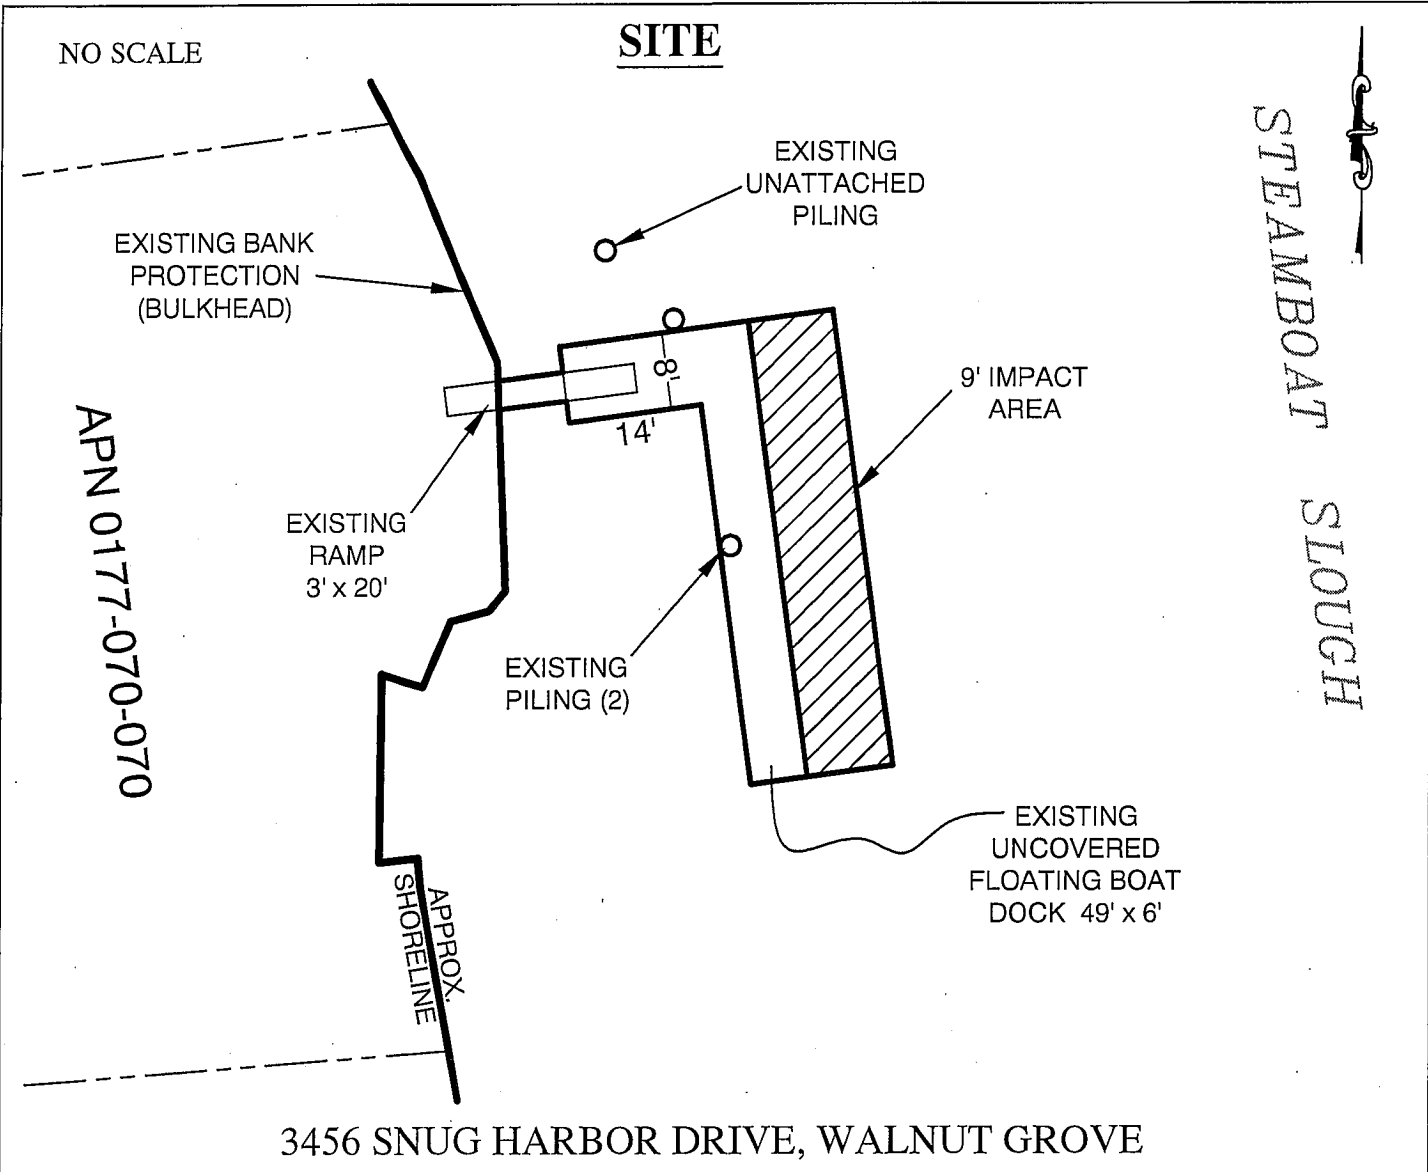 NO SCALE
SITE
EXISTING
UNATTACHED
PILING
STEAMBOAT SLOUGH
EXISTING BANK
PROTECTION
(BULKHEAD)
8'
14'
9' IMPACT
AREA
APN 0177-070-070
EXISTING
RAMP
3' x 20'
EXISTING
PILING (2)
EXISTING
UNCOVERED
FLOATING BOAT
DOCK 49' x 6'
APPROX.
SHORELINE
3456 SNUG HARBOR DRIVE, WALNUT GROVE